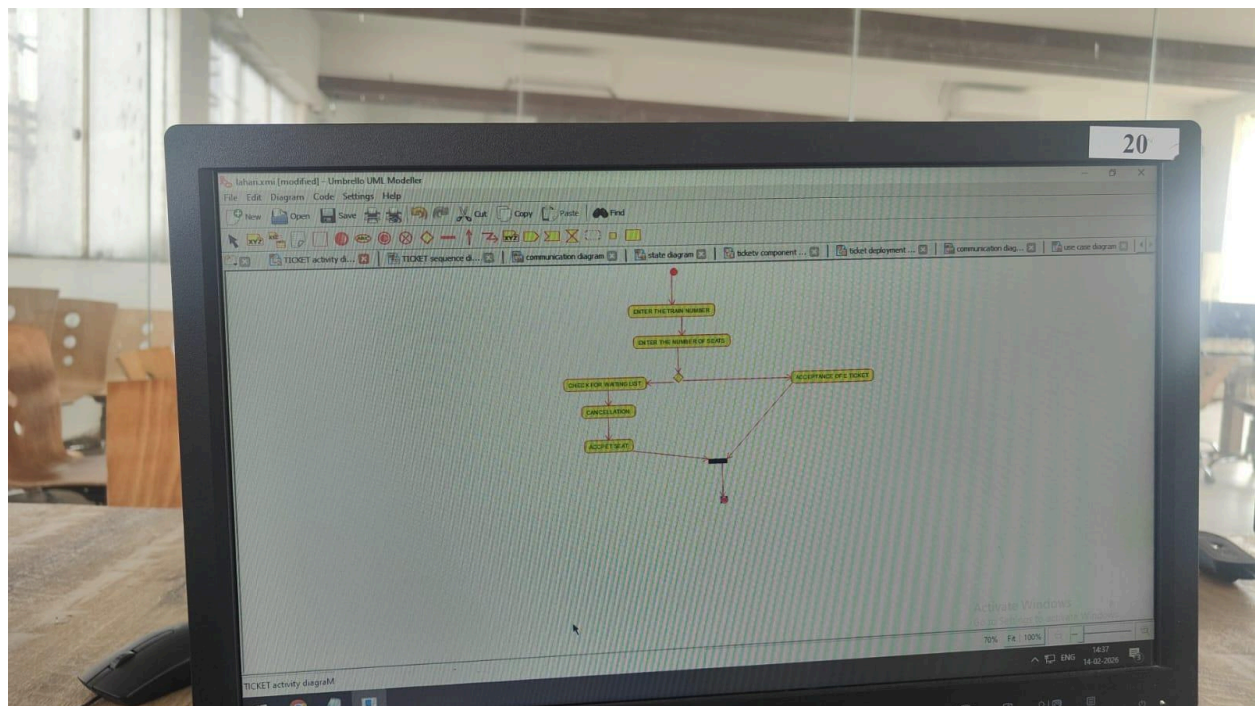 20
lahari.xmi [modified] - Umbrello UML Modeller
File Edit Diagram Code Settings Help
New Open Save Cut Copy Paste Find
TICKET activity di... TICKET sequence d... communication diagram state diagram ticketv component ... ticket deployment ... communication diag... use case diagram
ENTER THE TRAIN NUMBER
ENTER THE NUMBER OF SEATS
CHECK FOR WAITING LIST
ACCEPTANCE OF E TICKET
CANCELLATION
Activate Windows
70% Fit 100%
ENG 14:37
14-02-2026
TICKET activity diagraM